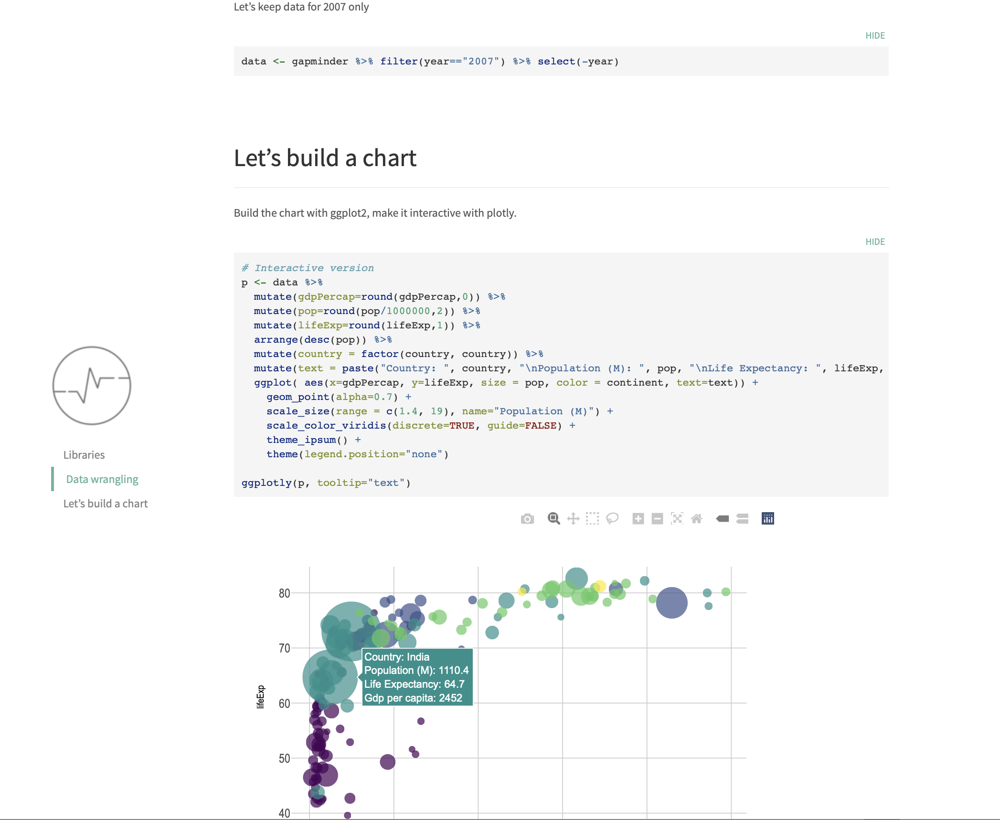 Let’s keep data for 2007 only
HIDE
data <- gapminder %>% filter(year=="2007") %>% select(-year)
Let’s build a chart
Build the chart with ggplot2, make it interactive with plotly.
HIDE
# Interactive version
p <- data %>%
  mutate(gdpPercap=round(gdpPercap,0)) %>%
  mutate(pop=round(pop/1000000,2)) %>%
  mutate(lifeExp=round(lifeExp,1)) %>%
  arrange(desc(pop)) %>%
  mutate(country = factor(country, country)) %>%
  mutate(text = paste("Country: ", country, "\nPopulation (M): ", pop, "\nLife Expectancy: ", lifeExp,
  ggplot( aes(x=gdpPercap, y=lifeExp, size = pop, color = continent, text=text)) +
    geom_point(alpha=0.7) +
    scale_size(range = c(1.4, 19), name="Population (M)") +
    scale_color_viridis(discrete=TRUE, guide=FALSE) +
    theme_ipsum() +
    theme(legend.position="none")
ggplotly(p, tooltip="text")
Libraries
Data wrangling
Let’s build a chart
80
70
60
50
40
lifeExp
Country: India
Population (M): 1110.4
Life Expectancy: 64.7
Gdp per capita: 2452